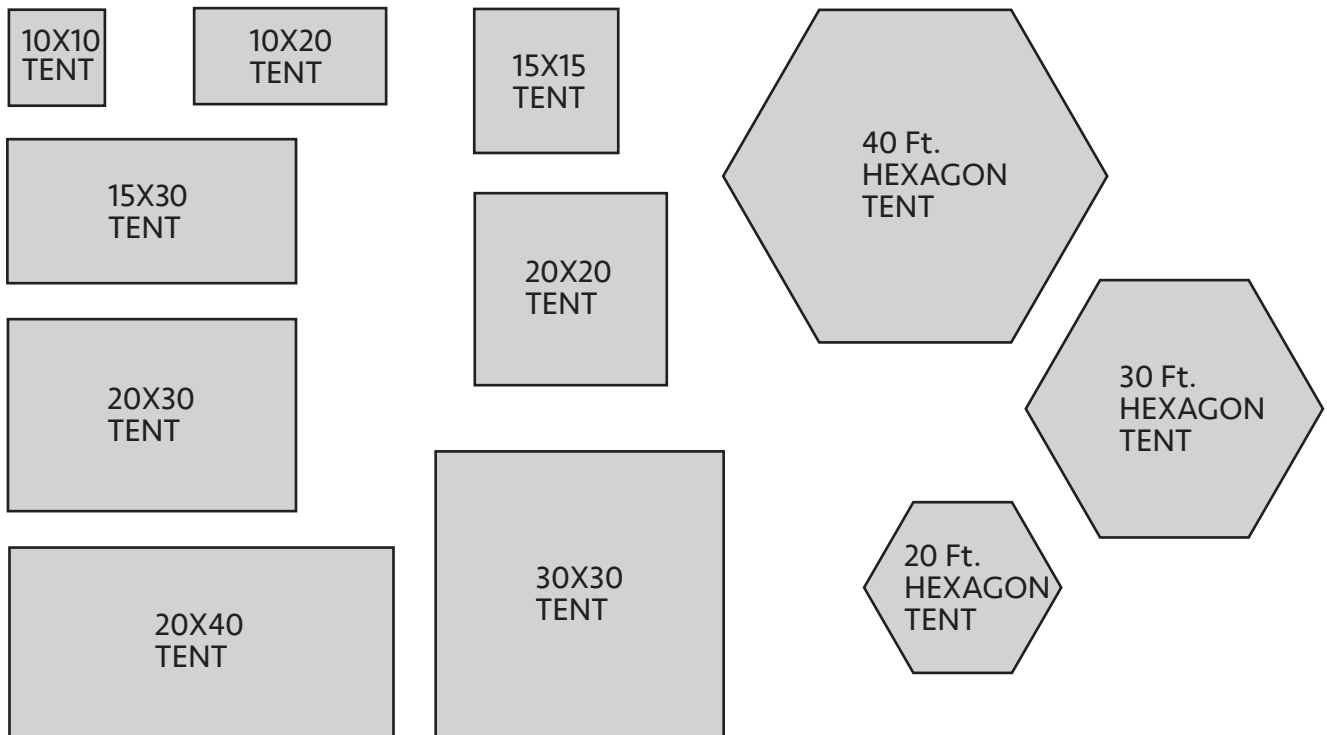 10X10
TENT
10X20
TENT
15X15
TENT
40 Ft.
HEXAGON
TENT
15X30
TENT
20X20
TENT
30 Ft.
HEXAGON
TENT
20X30
TENT
20 Ft.
HEXAGON
TENT
30X30
TENT
20X40
TENT